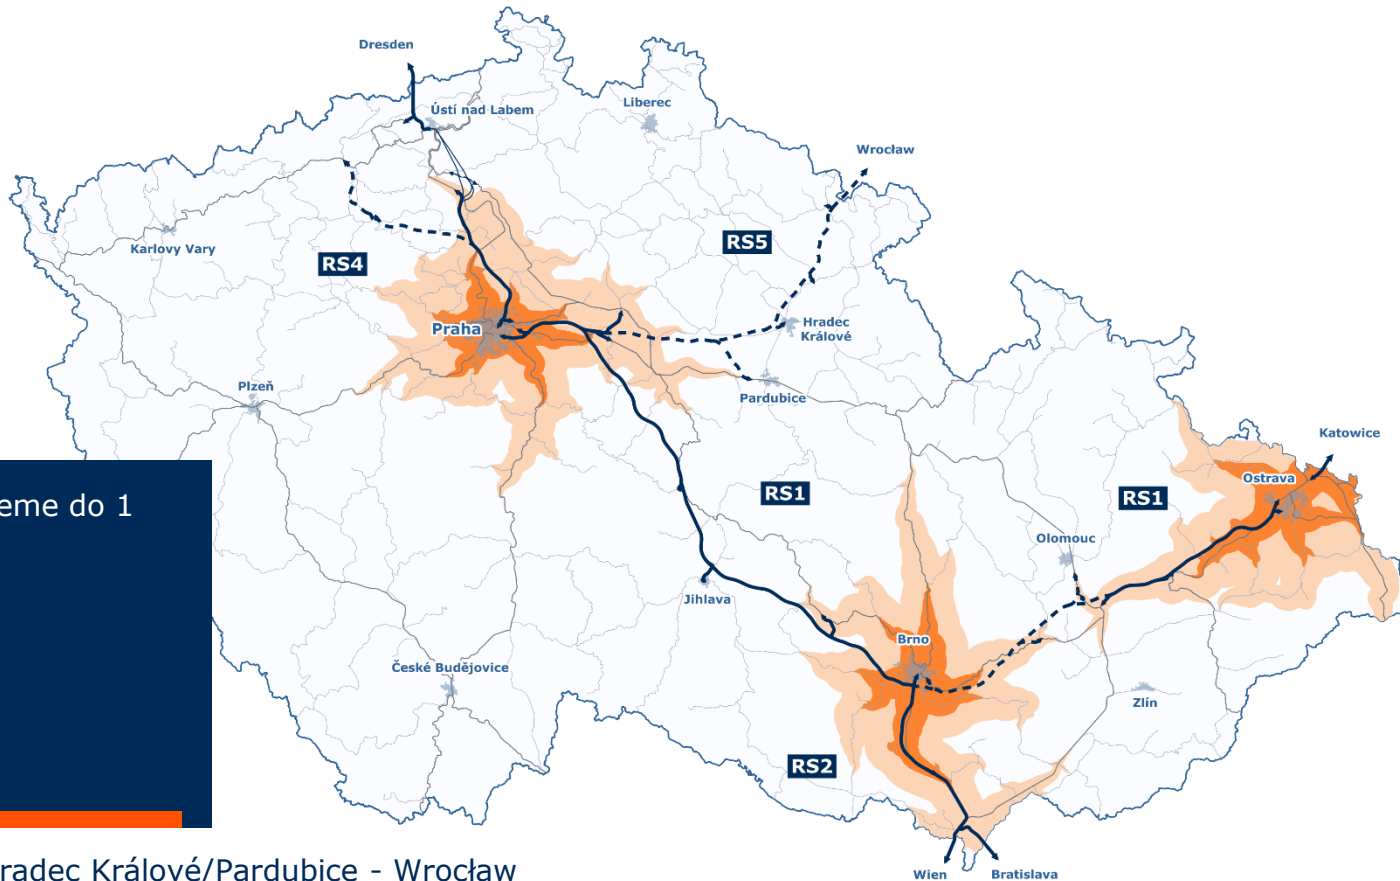 Dresden
Ústí nad Labem
Liberec
Wrocław
Karlovy Vary
RS5
RS4
Praha
Hradec
Králové
Plzeň
Pardubice
Katowice
Ostrava
eme do 1
RS1
RS1
Olomouc
Jihlava
Brno
České Budějovice
Zlín
RS2
radec Králové/Pardubice - Wrocław
Wien
Bratislava